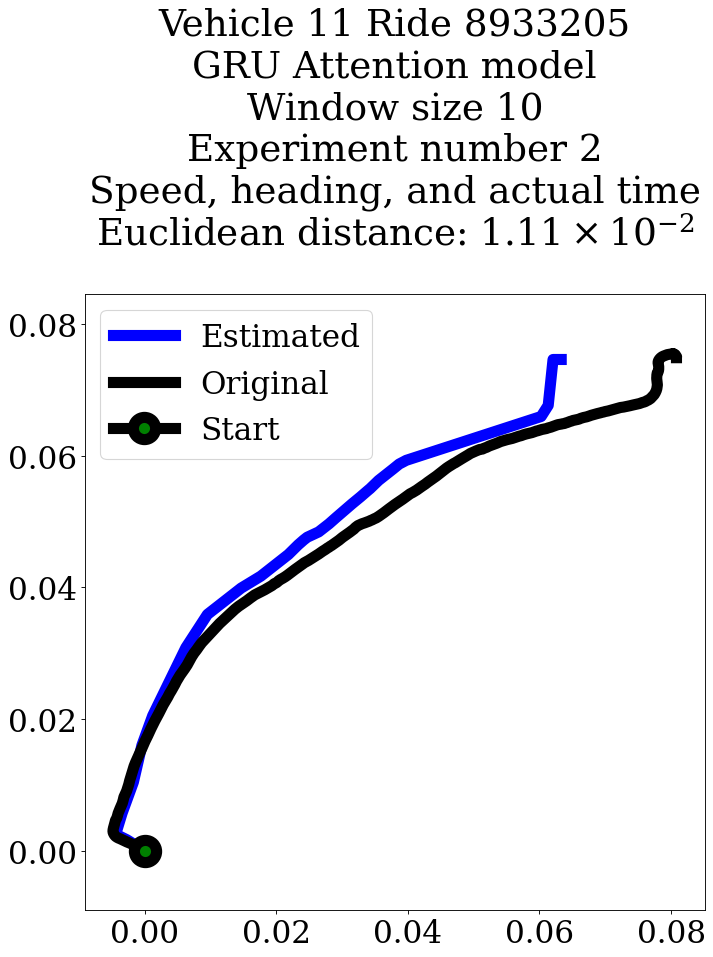 Vehicle 11 Ride 8933205
GRU Attention model
Window size 10
Experiment number 2
Speed, heading, and actual time
Euclidean distance: 1.11 × 10⁻²
0.08
0.06
0.04
0.02
0.00
Estimated
Original
Start
0.00 0.02 0.04 0.06 0.08